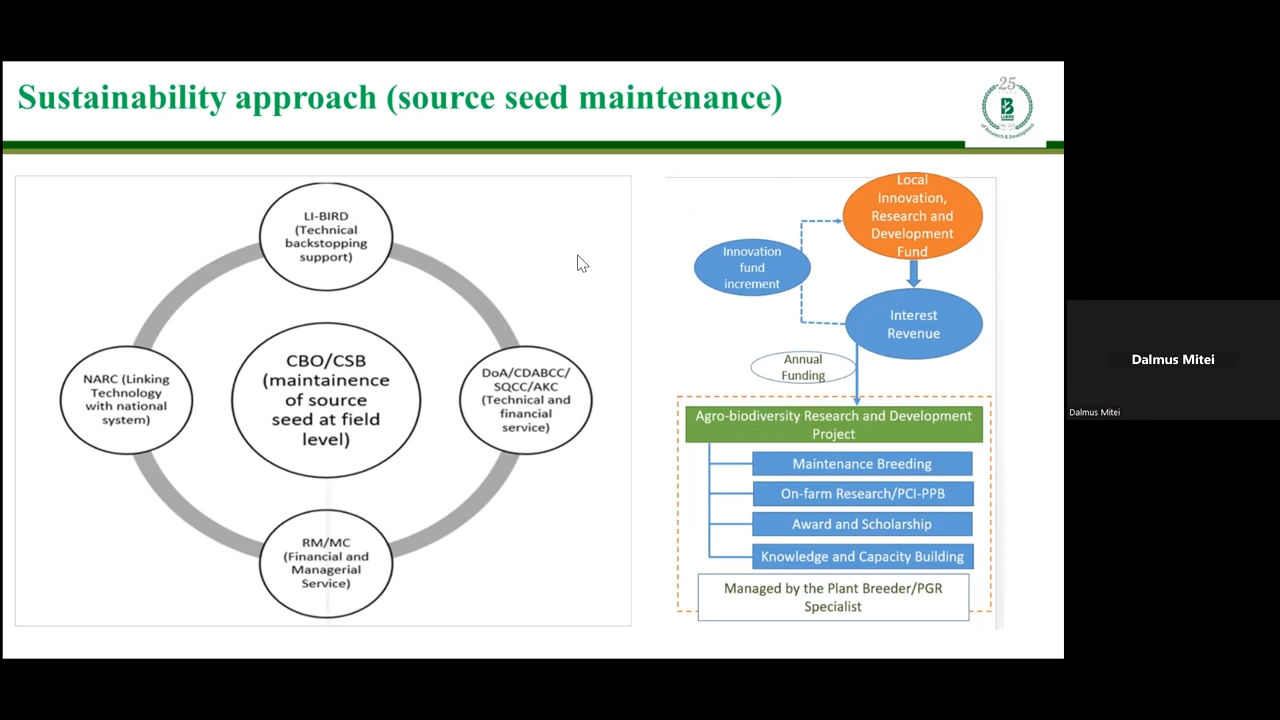 Sustainability approach (source seed maintenance)
25
of Research & Development
LI-BIRD
(Technical
backstopping
support)
NARC (Linking
Technology
with national
system)
CBO/CSB
(maintainence
of source
seed at field
level)
DoA/CDABCC/
SQCC/AKC
(Technical and
financial
service)
RM/MC
(Financial and
Managerial
Service)
Local
Innovation,
Research and
Development
Fund
Innovation
fund
increment
Interest
Revenue
Annual
Funding
Agro-biodiversity Research and Development
Project
Maintenance Breeding
On-farm Research/PCI-PPB
Award and Scholarship
Knowledge and Capacity Building
Managed by the Plant Breeder/PGR
Specialist
Dalmus Mitei
Dalmus Mitei